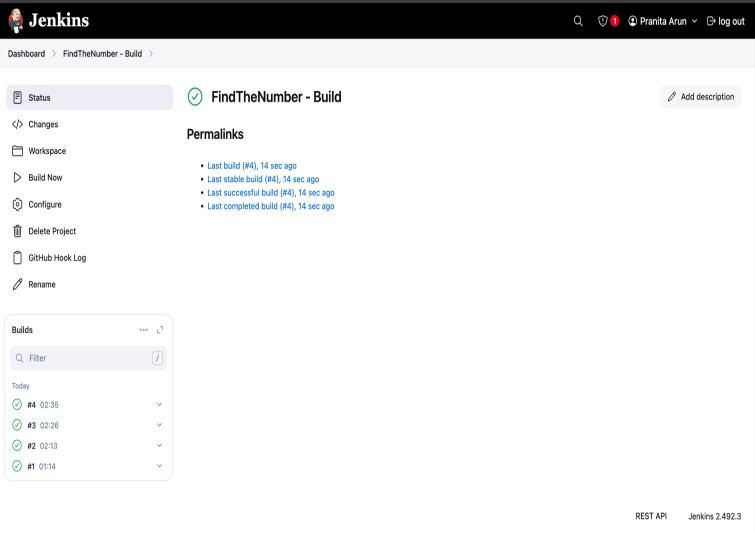 Jenkins
1
Pranita Arun
log out
Dashboard > FindTheNumber - Build >
Status
Changes
Workspace
Build Now
Configure
Delete Project
GitHub Hook Log
Rename
FindTheNumber - Build
Add description
Permalinks
• Last build (#4), 14 sec ago
• Last stable build (#4), 14 sec ago
• Last successful build (#4), 14 sec ago
• Last completed build (#4), 14 sec ago
Builds
Filter
/
Today
#4 02:35
#3 02:26
#2 02:13
#1 01:14
REST API
Jenkins 2.492.3